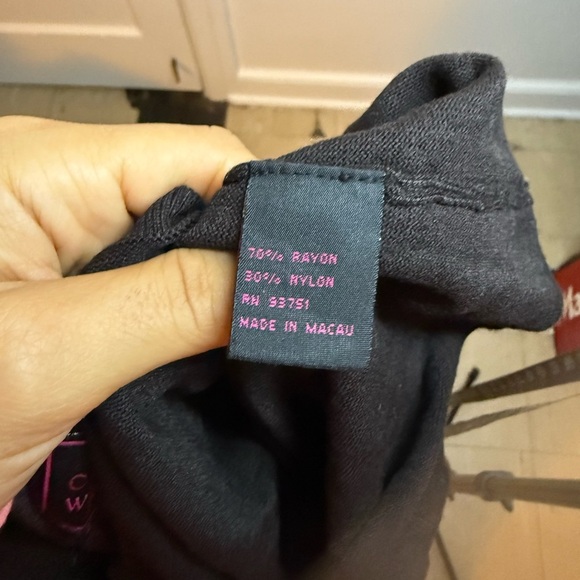 70% RAYON
30% NYLON
RN 93751
MADE IN MACAU